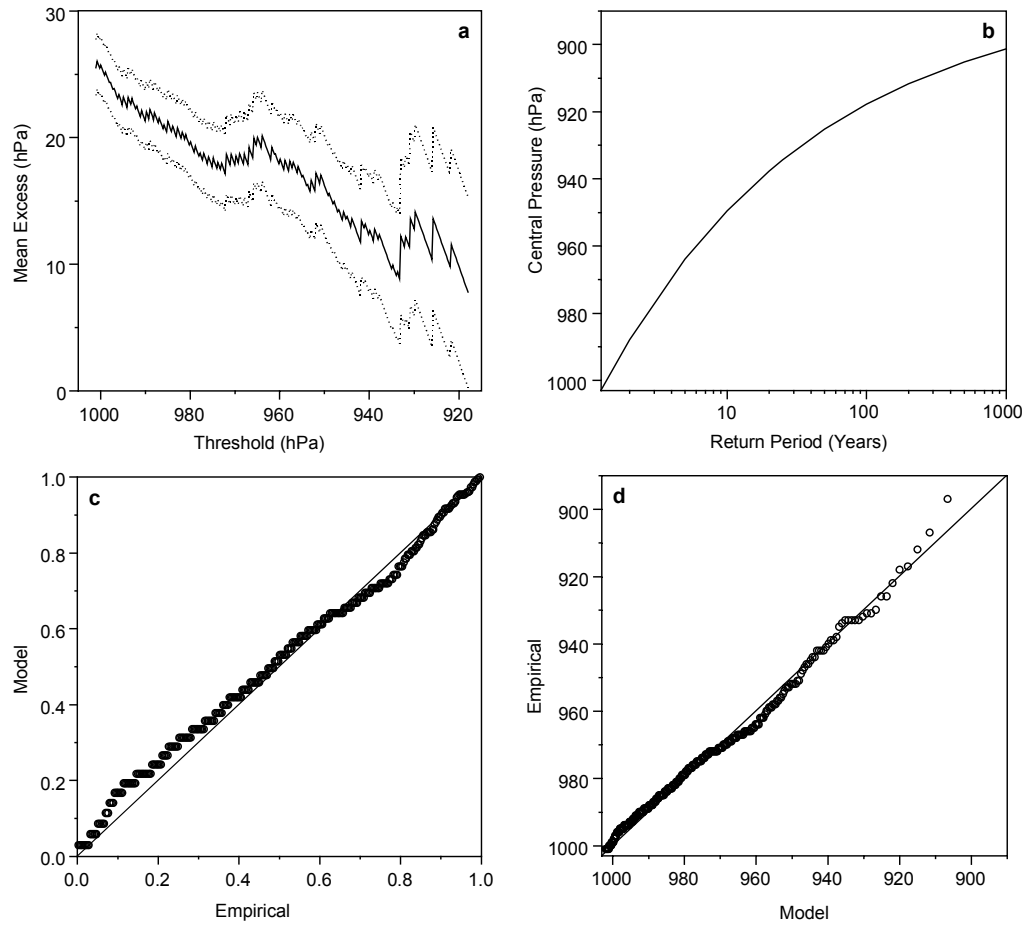 a
30
20
10
0
Mean Excess (hPa)
1000 980 960 940 920
Threshold (hPa)
b
900
920
940
960
980
1000
Central Pressure (hPa)
10 100 1000
Return Period (Years)
c
1.0
0.8
0.6
0.4
0.2
0.0
Model
0.0 0.2 0.4 0.6 0.8 1.0
Empirical
d
900
920
940
960
980
1000
Empirical
1000 980 960 940 920 900
Model